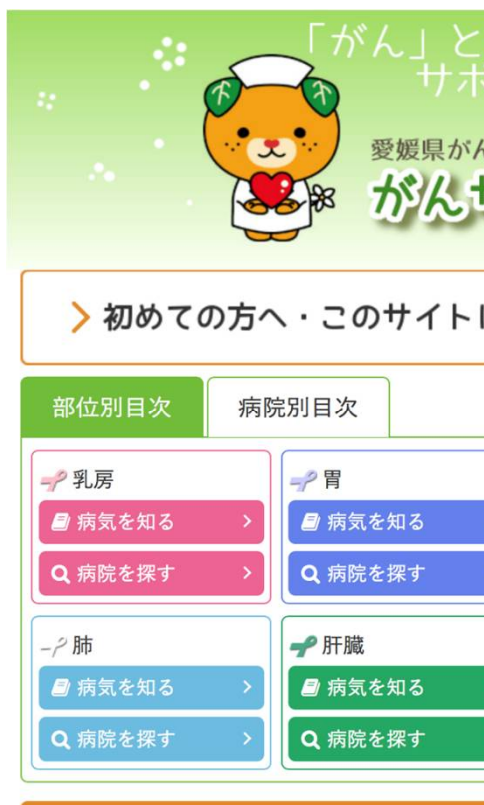 「がん」と
サポ
愛媛県がん
がんサ
初めての方へ・このサイト
部位別目次
病院別目次
乳房
胃
病気を知る
病気を知る
病院を探す
病院を探す
肺
肝臓
病気を知る
病気を知る
病院を探す
病院を探す